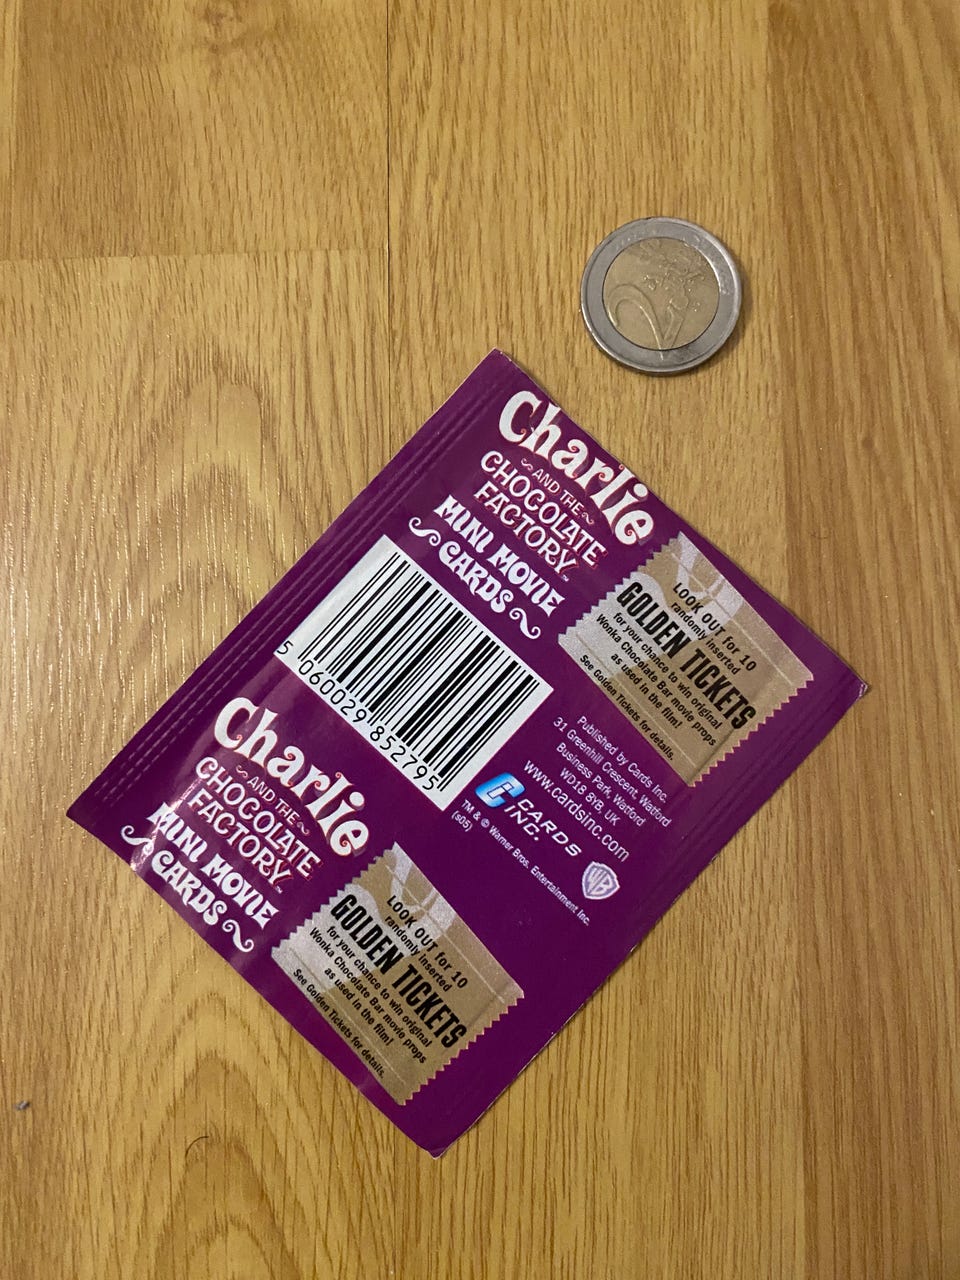 2
Charlie
AND THE
CHOCOLATE
FACTORY
MINI MOVIE
CARDS
LOOK OUT for 10
randomly inserted
GOLDEN TICKETS
for your chance to win original
Wonka Chocolate Bar movie props
as used in the film!
See Golden Tickets for details.
5 060029 852795
Published by Cards Inc.
31 Greenhill Crescent, Watford
Business Park, Watford
WD18 8YB, UK
www.cardsinc.com
C CARDS
INC.
TM & © Warner Bros. Entertainment Inc.
(s05)
WB
Charlie
AND THE
CHOCOLATE
FACTORY
MINI MOVIE
CARDS
LOOK OUT for 10
randomly inserted
GOLDEN TICKETS
for your chance to win original
Wonka Chocolate Bar movie props
as used in the film!
See Golden Tickets for details.